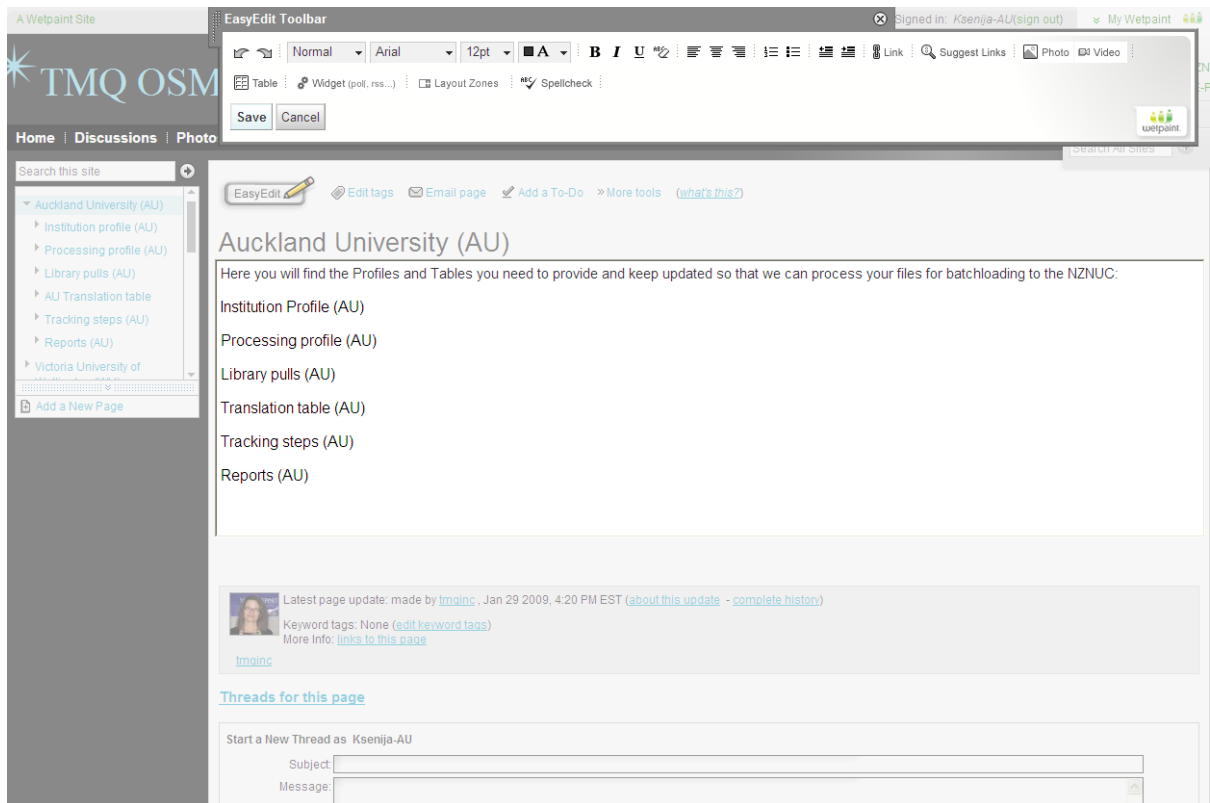 A Wetpaint Site
EasyEdit Toolbar
Signed in: Ksenija-AU(sign out)
My Wetpaint
Normal Arial 12pt A B I U abc Link Suggest Links Photo Video
Table Widget (poll, rss...) Layout Zones ABC Spellcheck
Save Cancel
wetpaint.
TMQ OSM
Home Discussions Photo
Search All Sites
Search this site
EasyEdit Edit tags Email page Add a To-Do »More tools (what's this?)
Auckland University (AU)
Institution profile (AU)
Processing profile (AU)
Library pulls (AU)
AU Translation table
Tracking steps (AU)
Reports (AU)
Victoria University of
Add a New Page
Auckland University (AU)
Here you will find the Profiles and Tables you need to provide and keep updated so that we can process your files for batchloading to the NZNUC:
Institution Profile (AU)
Processing profile (AU)
Library pulls (AU)
Translation table (AU)
Tracking steps (AU)
Reports (AU)
Latest page update: made by tmqinc , Jan 29 2009, 4:20 PM EST (about this update - complete history)
Keyword tags: None (edit keyword tags)
More Info: links to this page
tmqinc
Threads for this page
Start a New Thread as Ksenija-AU
Subject:
Message: